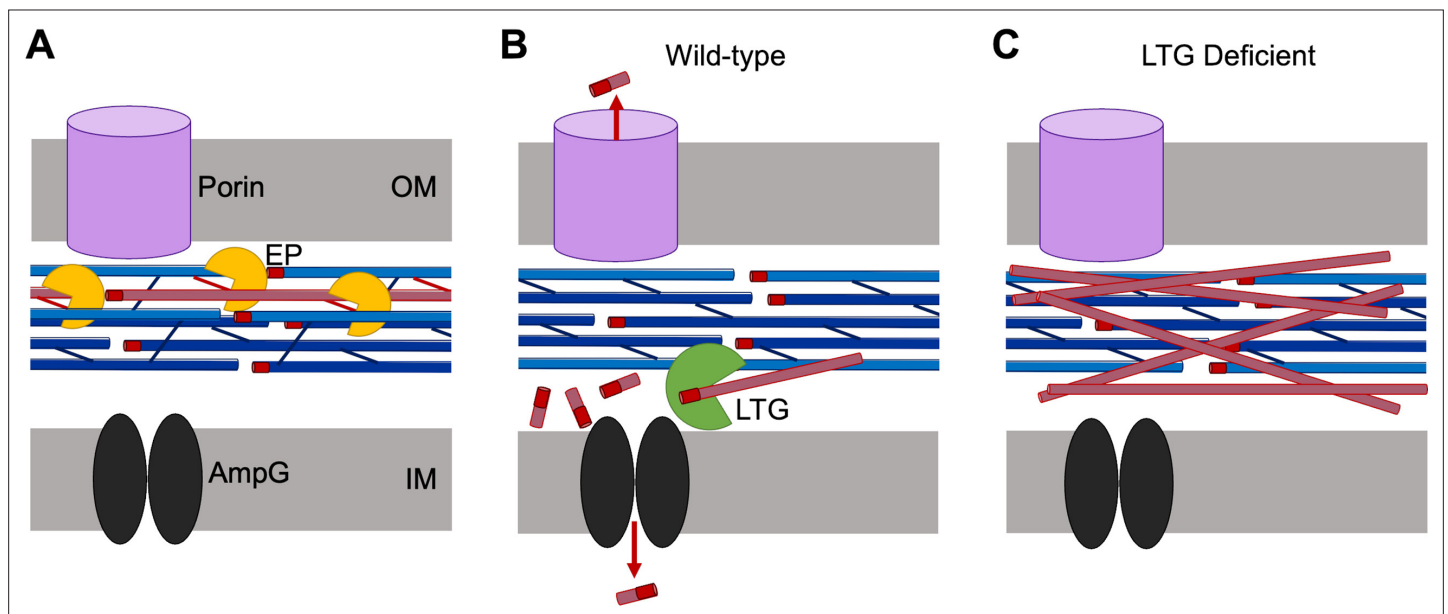 A
Porin
OM
EP
AmpG
IM
B
Wild-type
LTG
C
LTG Deficient